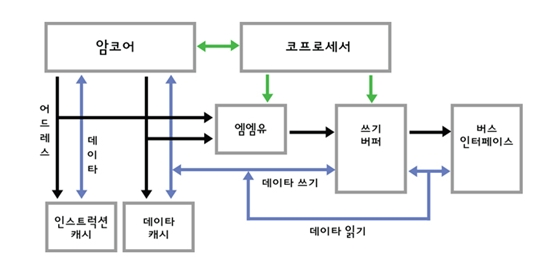 암코어
코프로세서
어드레스
데이타
엠엠유
쓰기
버퍼
버스
인터페이스
데이타 쓰기
인스트럭션
캐시
데이타
캐시
데이타 읽기